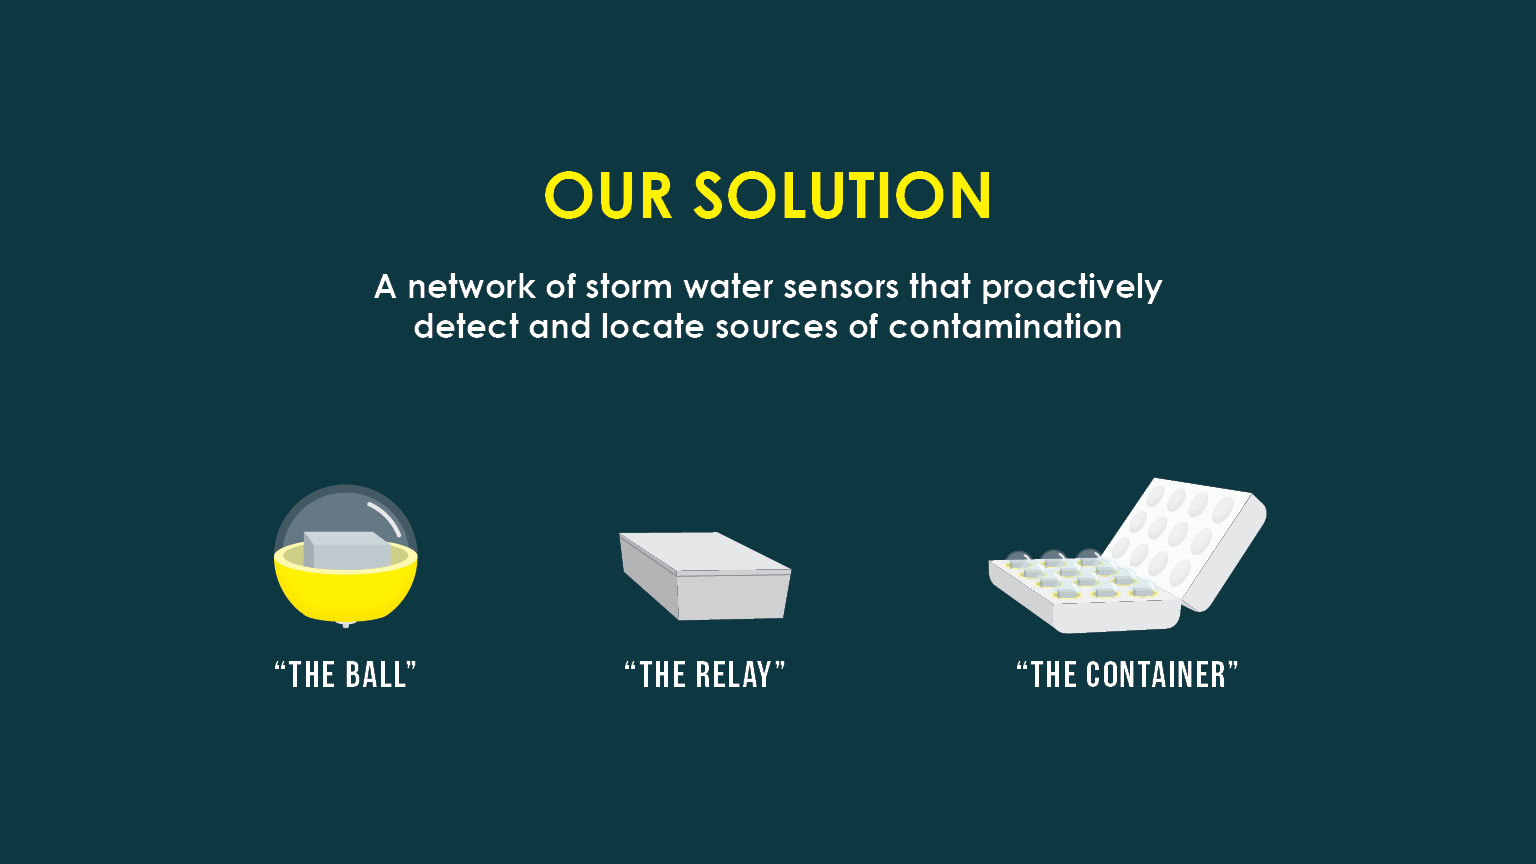 OUR SOLUTION
A network of storm water sensors that proactively
detect and locate sources of contamination
“THE BALL”
“THE RELAY”
“THE CONTAINER”